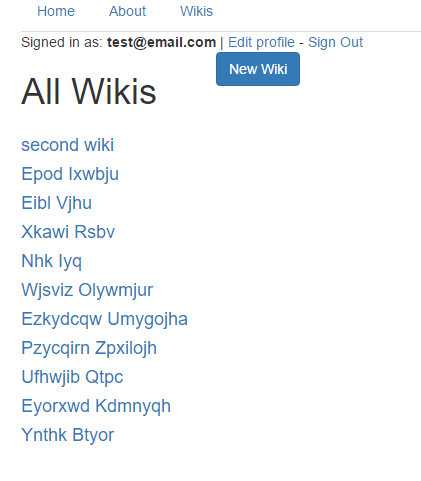 Home About Wikis
Signed in as: test@email.com | Edit profile - Sign Out
New Wiki
All Wikis
second wiki
Epod Ixwbju
Eibl Vjhu
Xkawi Rsbv
Nhk Iyq
Wjsviz Olywmjur
Ezkydcqw Umygojha
Pzycqirn Zpxilojh
Ufhwjib Qtpc
Eyorxwd Kdmnyqh
Ynthk Btyor